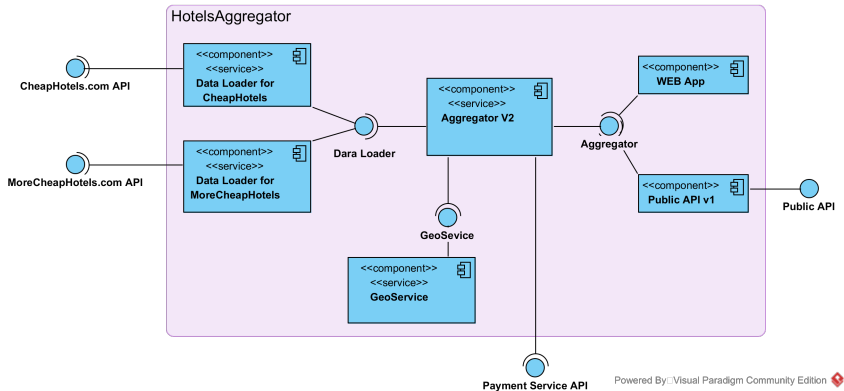 HotelsAggregator
<<component>>
<<service>>
Data Loader for
CheapHotels
CheapHotels.com API
<<component>>
<<service>>
Aggregator V2
<<component>>
WEB App
Dara Loader
Aggregator
<<component>>
<<service>>
Data Loader for
MoreCheapHotels
MoreCheapHotels.com API
<<component>>
Public API v1
Public API
GeoSevice
<<component>>
<<service>>
GeoService
Payment Service API
Powered By Visual Paradigm Community Edition